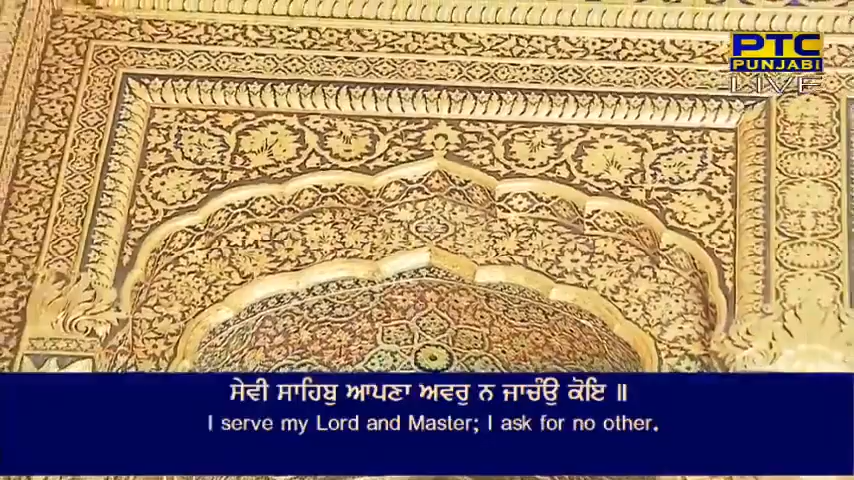 PTC
PUNJABI
LIVE
ਸੇਵੀ ਸਾਹਿਬੁ ਆਪਣਾ ਅਵਰੁ ਨ ਜਾਚੰਉ ਕੋਇ ॥
I serve my Lord and Master; I ask for no other.